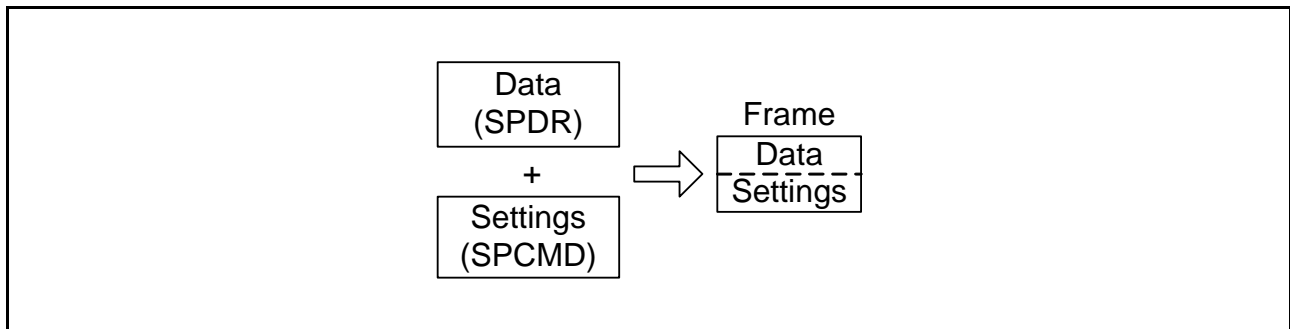 Data
(SPDR)
+
Settings
(SPCMD)
Frame
Data
Settings